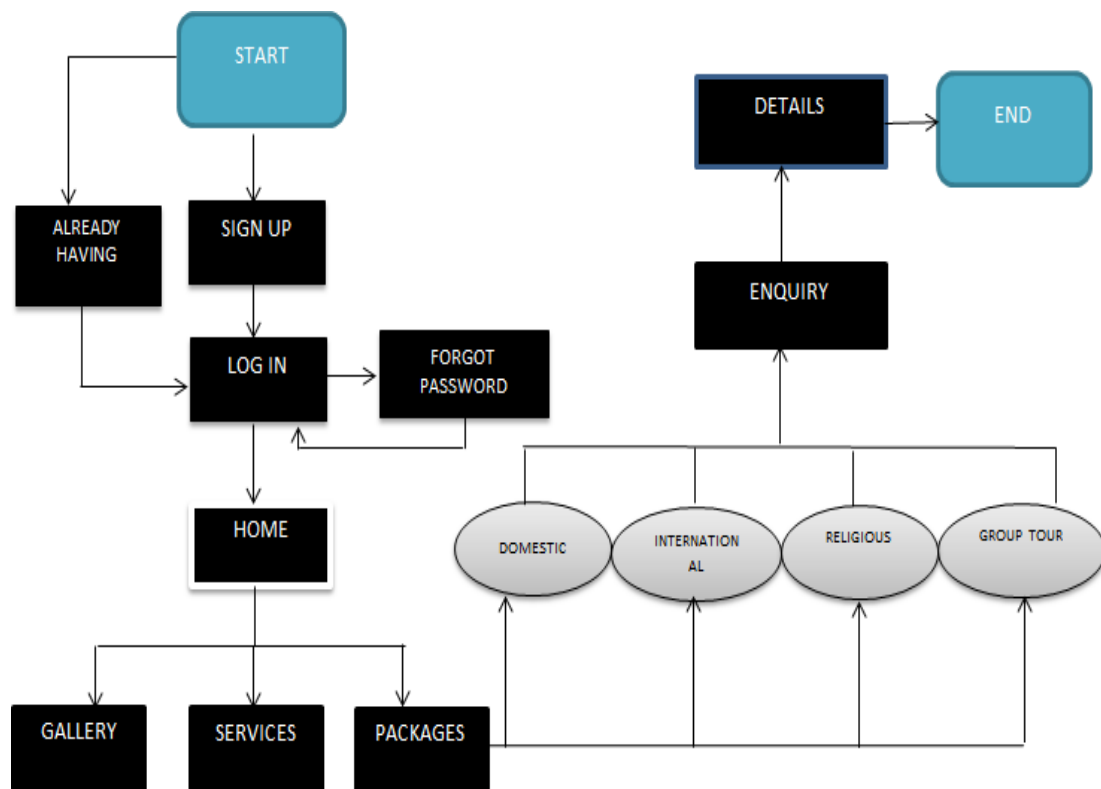 START
ALREADY
HAVING
SIGN UP
LOG IN
FORGOT
PASSWORD
HOME
GALLERY
SERVICES
PACKAGES
DOMESTIC
INTERNATION
AL
RELIGIOUS
GROUP TOUR
ENQUIRY
DETAILS
END